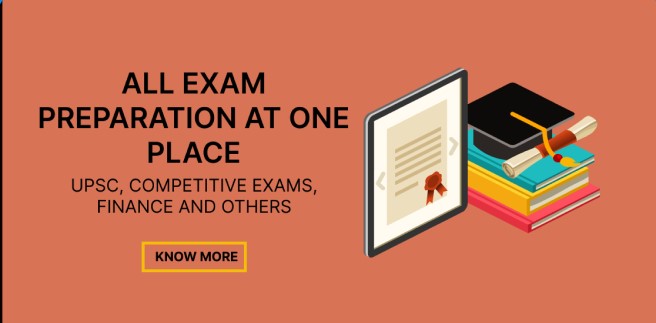 ALL EXAM
PREPARATION AT ONE
PLACE
UPSC, COMPETITIVE EXAMS,
FINANCE AND OTHERS
KNOW MORE